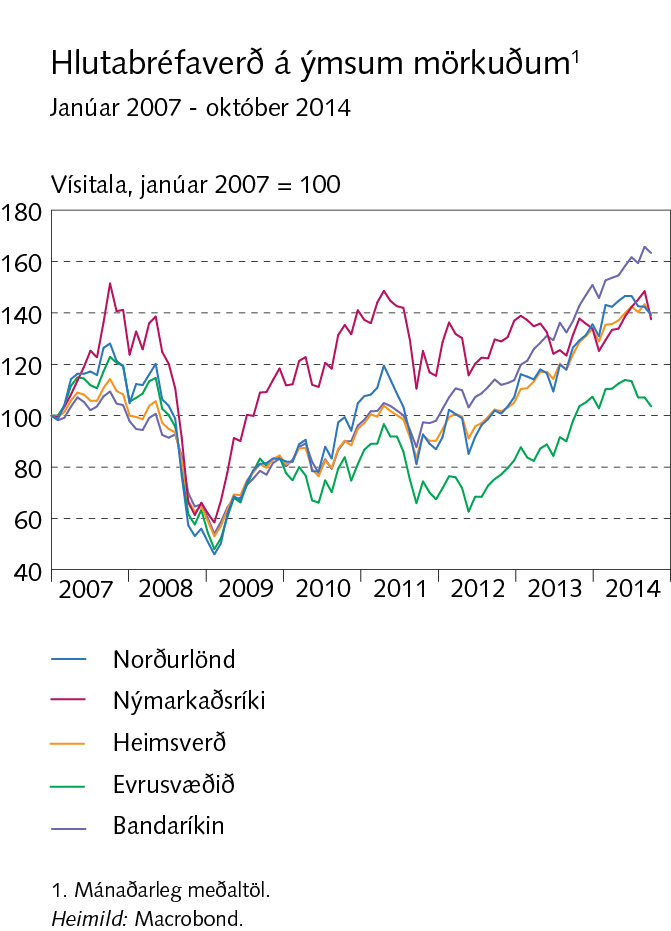 Hlutabréfaverð á ýmsum mörkuðum¹
Janúar 2007 - október 2014
Vísitala, janúar 2007 = 100
180
160
140
120
100
80
60
40
2007 2008 2009 2010 2011 2012 2013 2014
Norðurlönd
Nýmarkaðsríki
Heimsverð
Evrusvæðið
Bandaríkin
1. Mánaðarleg meðaltöl.
Heimild: Macrobond.